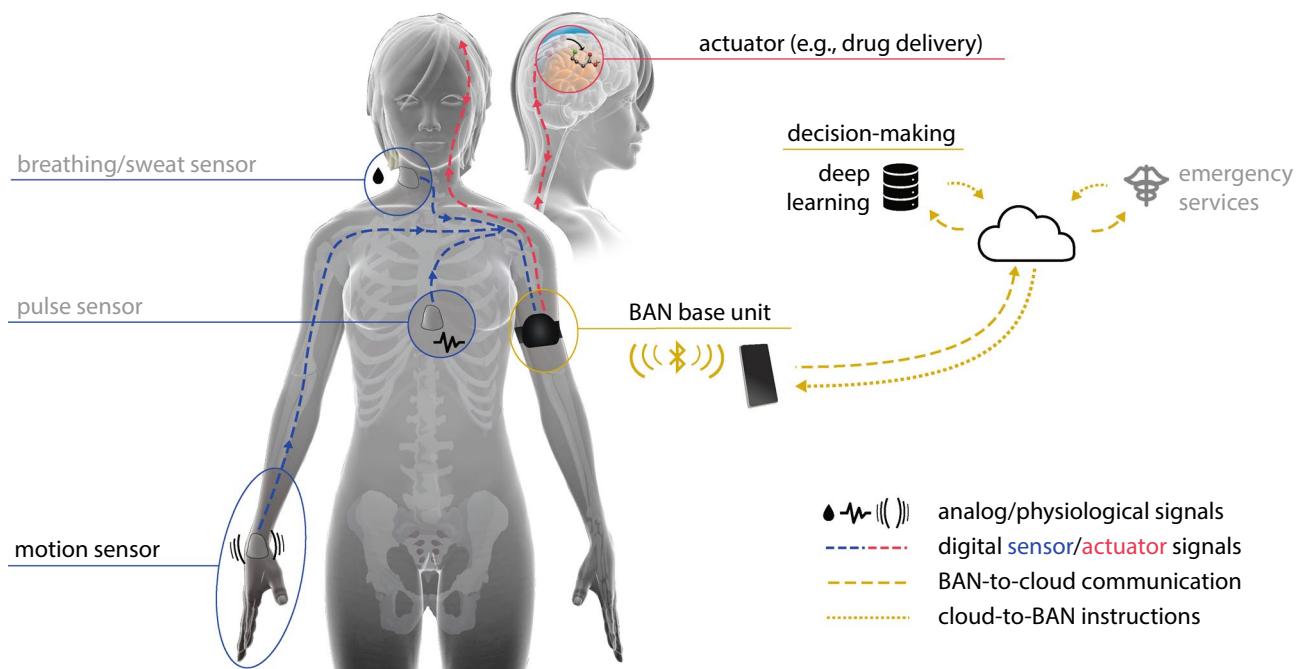 actuator (e.g., drug delivery)
decision-making
deep
learning
emergency
services
breathing/sweat sensor
pulse sensor
BAN base unit
motion sensor
analog/physiological signals
digital sensor/actuator signals
BAN-to-cloud communication
cloud-to-BAN instructions